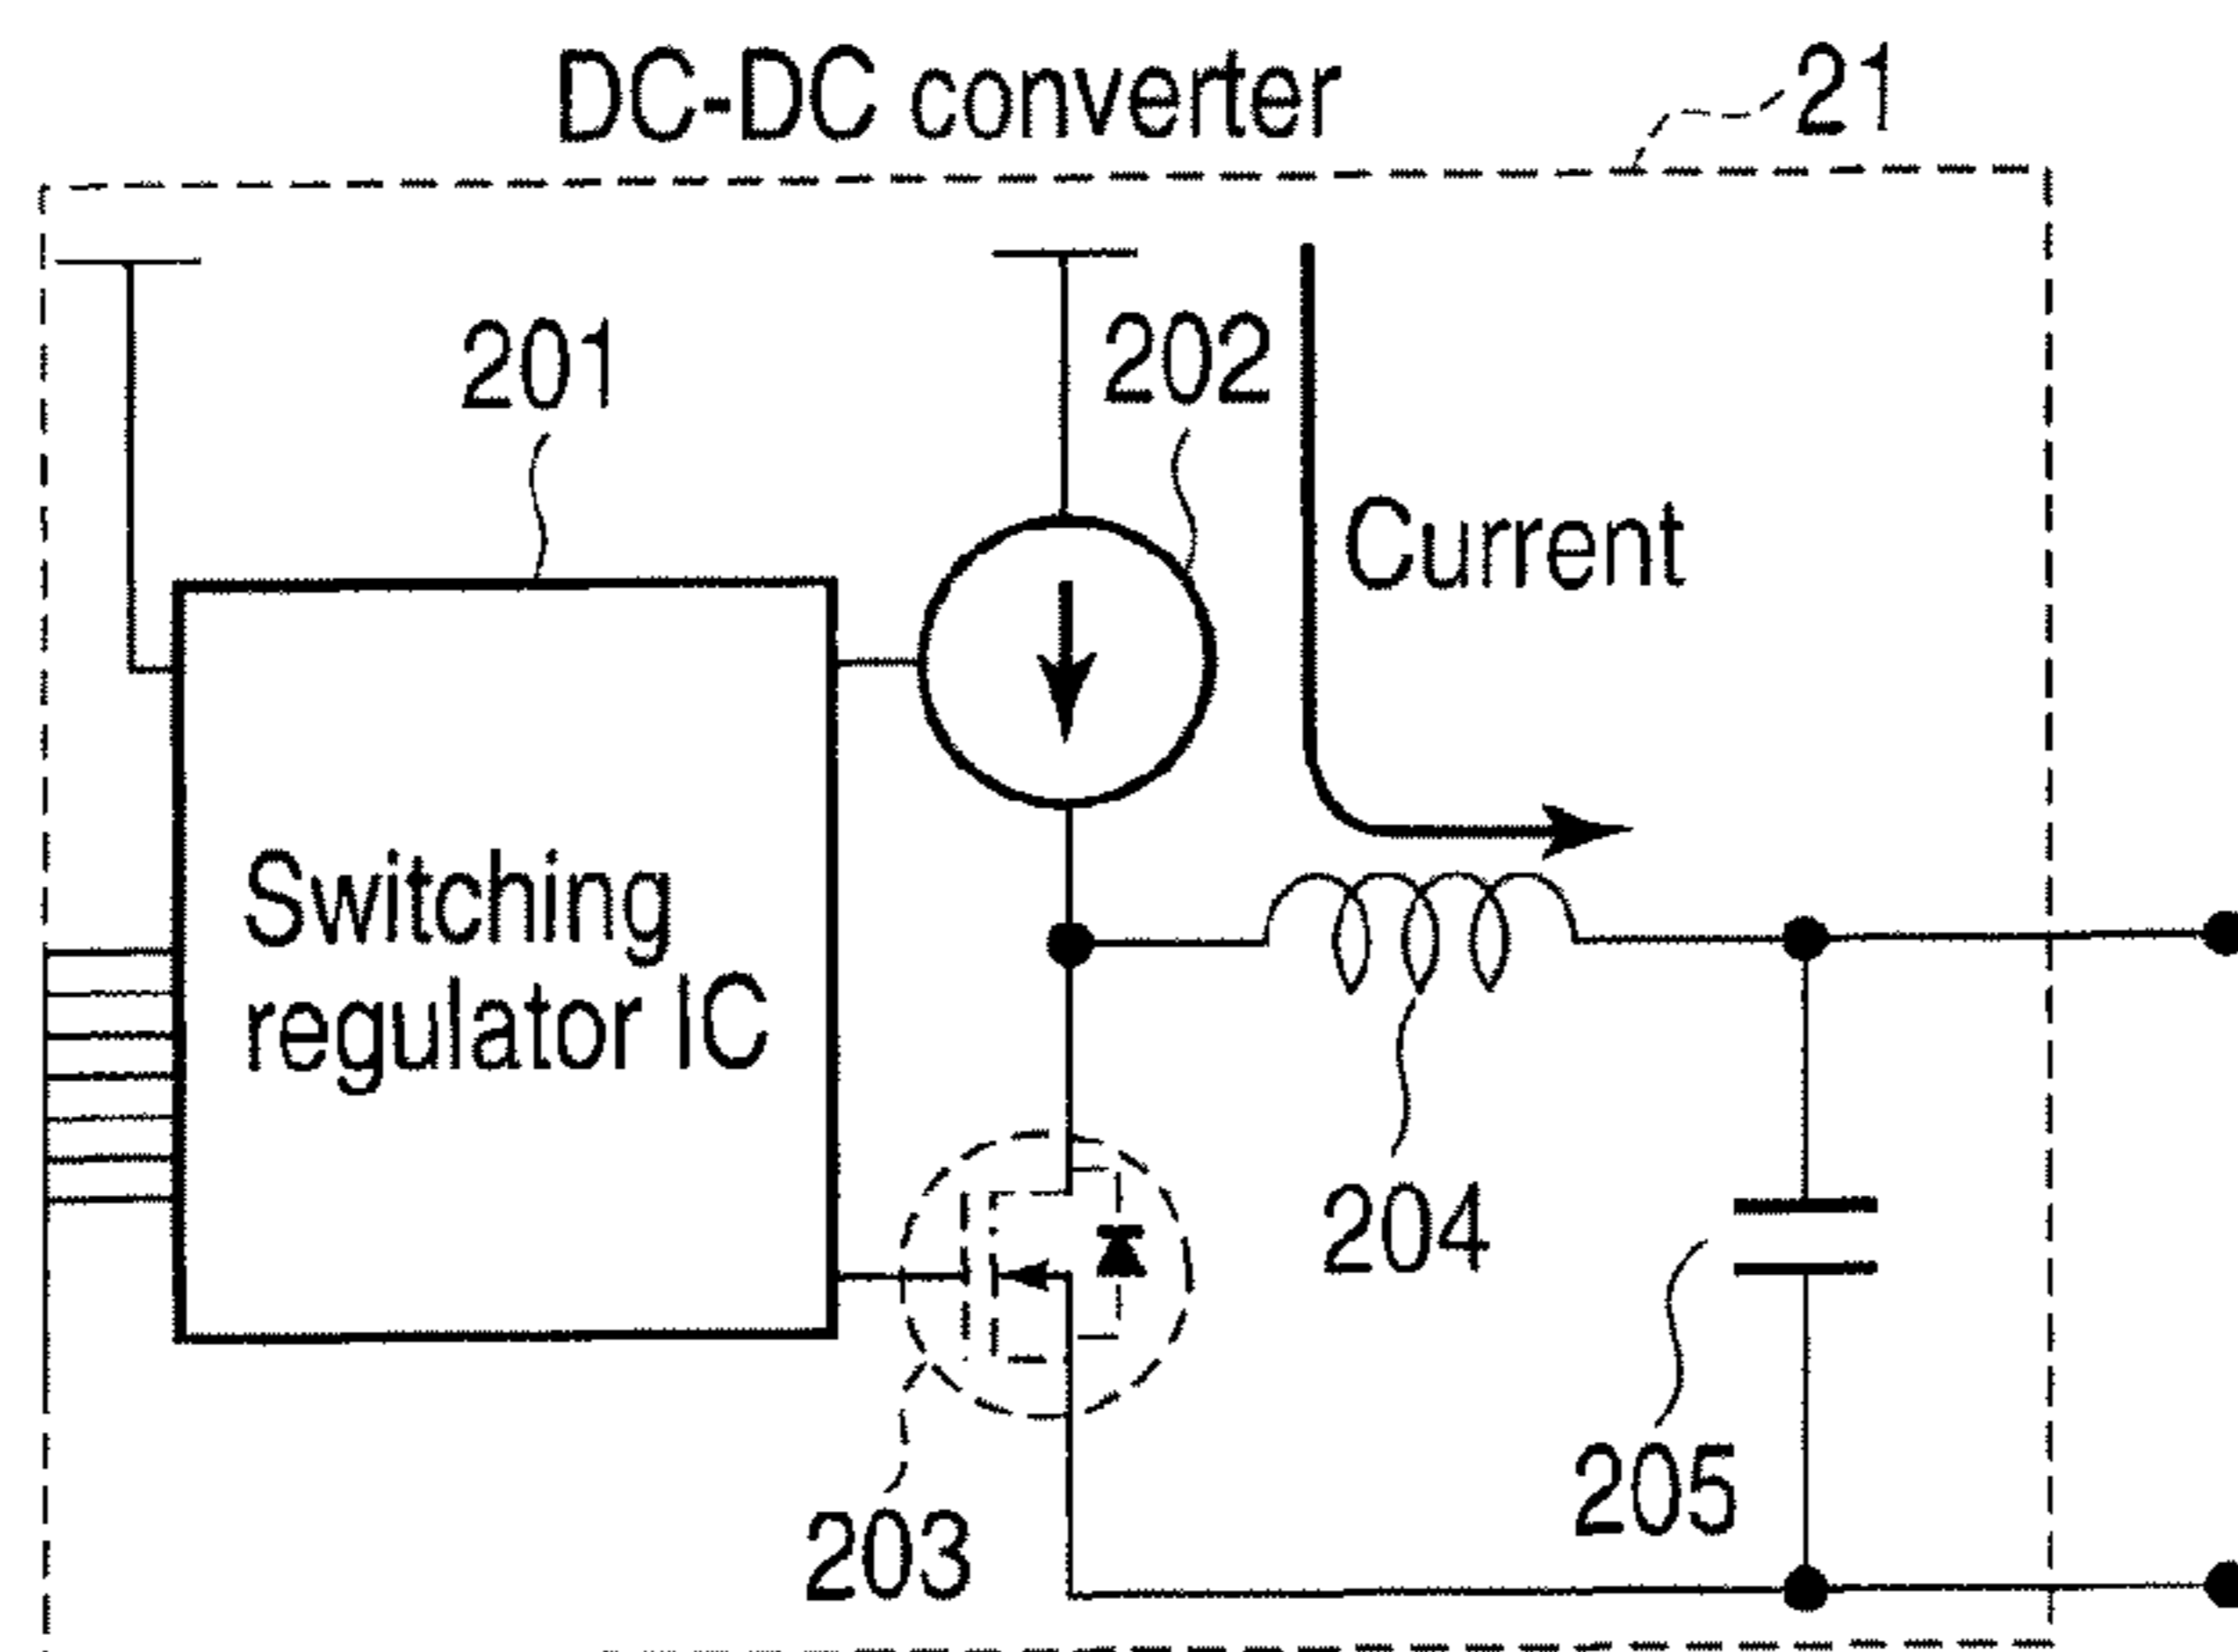 DC-DC converter
21
201
202
Current
Switching
regulator IC
204
205
203